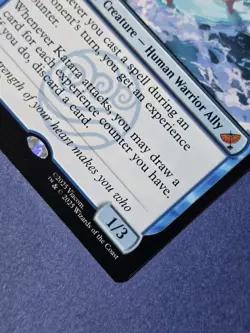 Creature — Human Warrior Ally
ever you cast a spell during an
ponent's turn, you get an experience
unter.
Whenever Katara attacks, you may draw a
card for each experience counter you have.
you do, discard a card.
rength of your heart makes you who
1/3
©2025 Viacom.
™ & © 2025 Wizards of the Coast